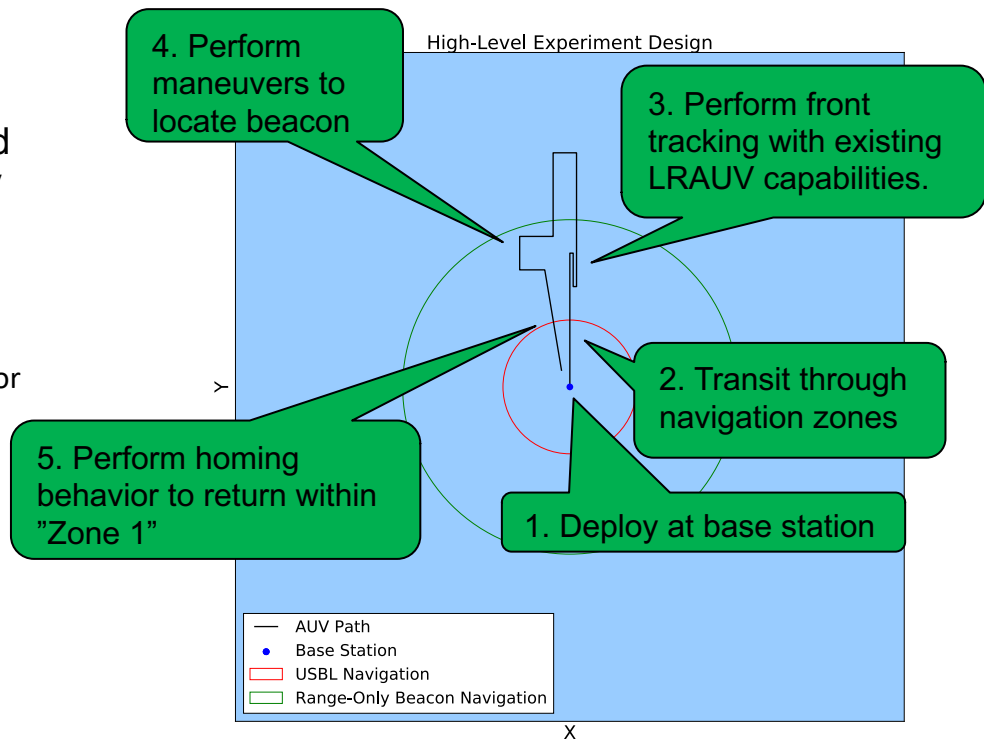 High-Level Experiment Design
4. Perform
maneuvers to
locate beacon
3. Perform front
tracking with existing
LRAUV capabilities.
d
or
Y
2. Transit through
navigation zones
5. Perform homing
behavior to return within
”Zone 1”
1. Deploy at base station
AUV Path
Base Station
USBL Navigation
Range-Only Beacon Navigation
X